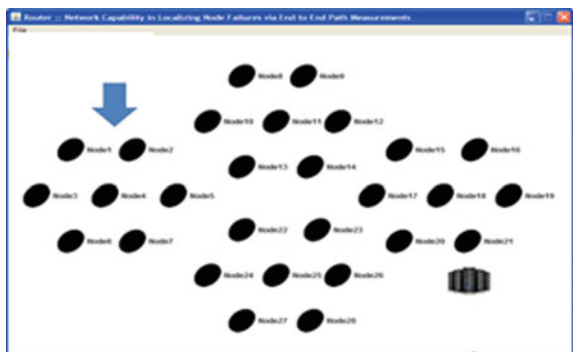 Router :: Network Capability in Localizing Node Failures via End to End Path Measurements
File
Node8 Node9
Node10 Node11 Node12
Node1 Node2 Node15 Node16
Node13 Node14
Node3 Node4 Node5 Node17 Node18 Node19
Node22 Node23
Node6 Node7 Node20 Node21
Node24 Node25 Node26
Node27 Node28